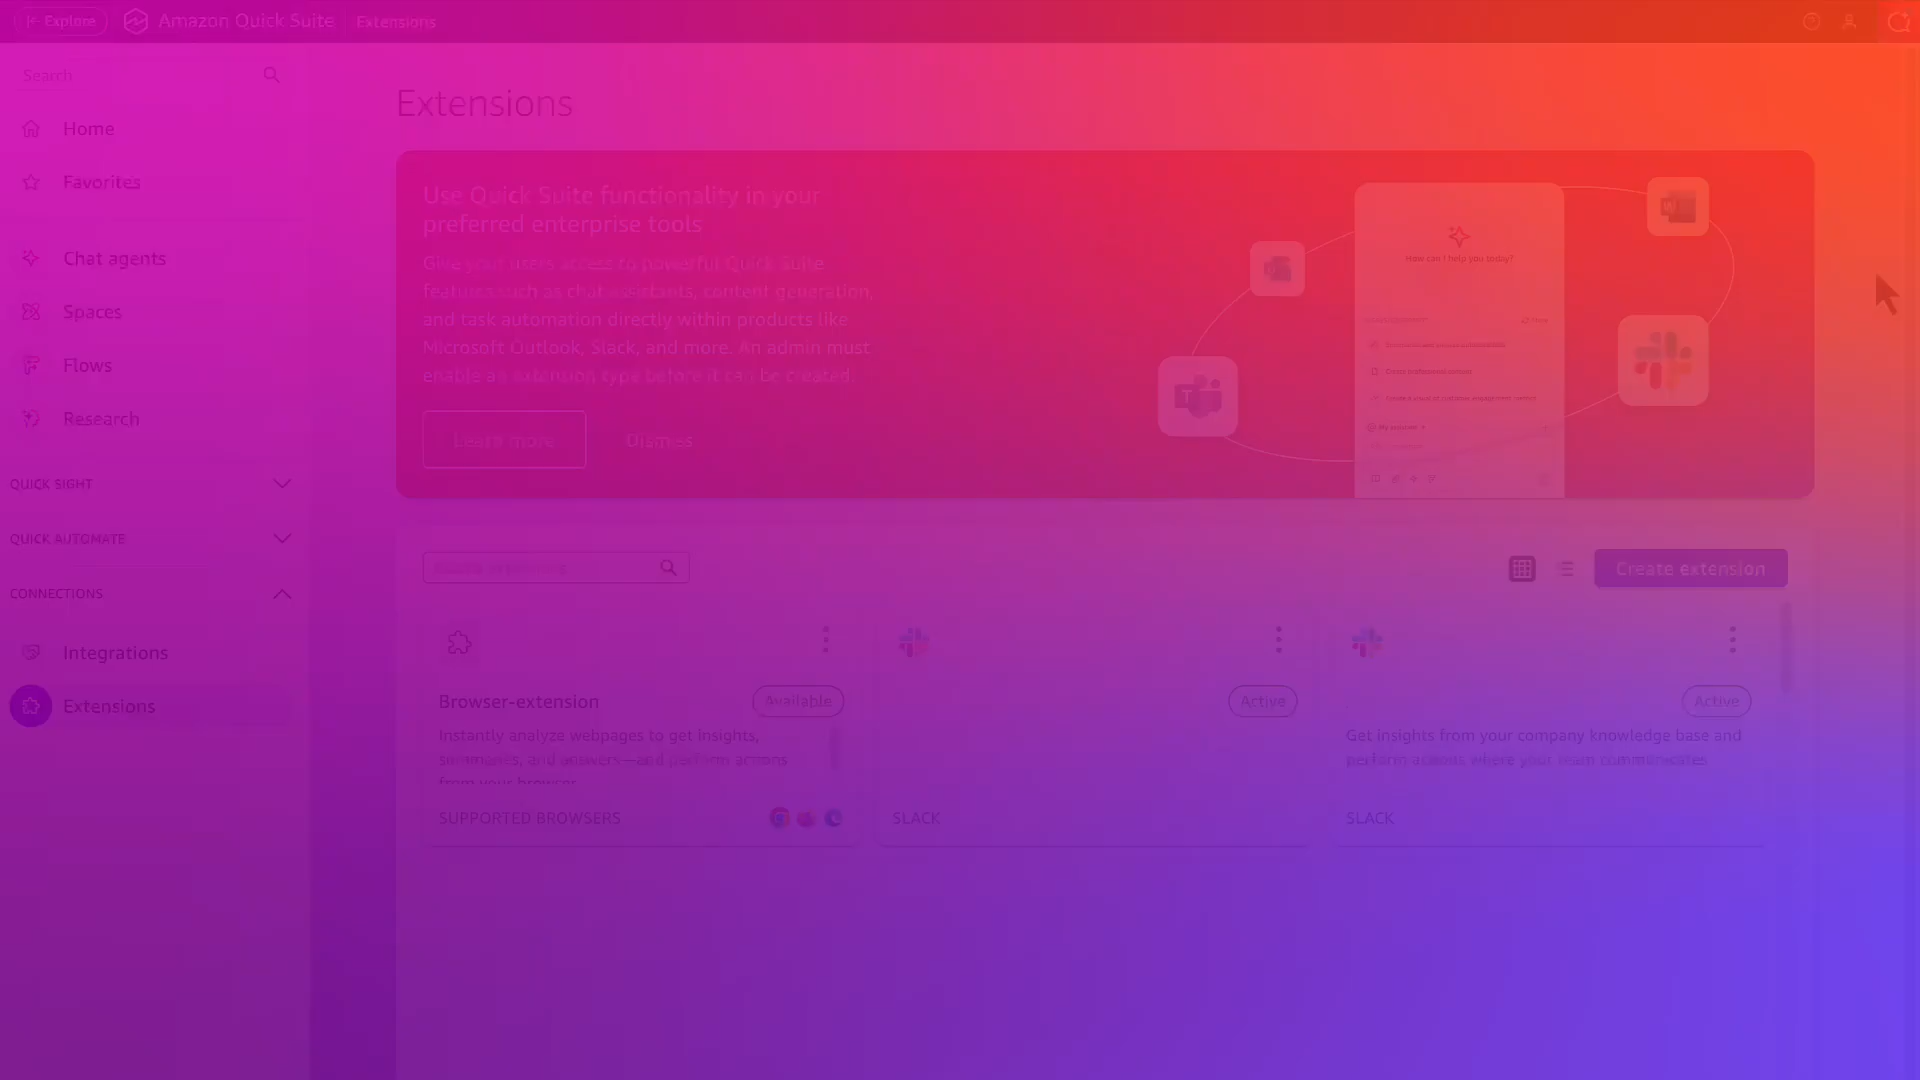 Explore
Amazon Quick Suite
Extensions
Search
Home
Favorites
Chat agents
Spaces
Flows
Research
QUICK SIGHT
QUICK AUTOMATE
CONNECTIONS
Integrations
Extensions
Extensions
Use Quick Suite functionality in your
preferred enterprise tools
Give your users access to powerful Quick Suite
features such as chat assistants, content generation,
and task automation directly within products like
Microsoft Outlook, Slack, and more. An admin must
enable an extension type before it can be created.
Learn more
Dismiss
How can I help you today?
My assistant
Create extension
Browser-extension
Available
Instantly analyze webpages to get insights,
summaries, and answers—and perform actions
from your browser
SUPPORTED BROWSERS
Active
SLACK
Active
Get insights from your company knowledge base and
perform actions where your team communicates
SLACK